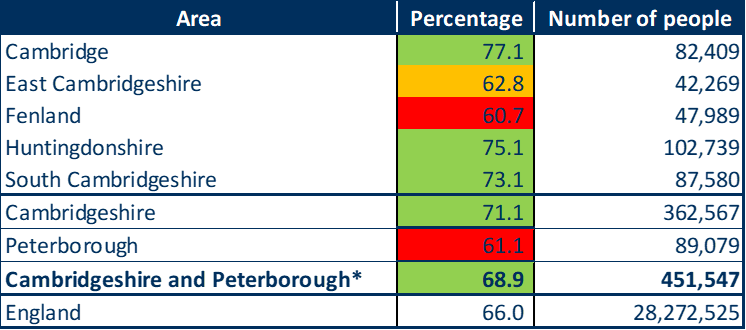 Area Percentage Number of people
Cambridge 77.1 82,409
East Cambridgeshire 62.8 42,269
Fenland 60.7 47,989
Huntingdonshire 75.1 102,739
South Cambridgeshire 73.1 87,580
Cambridgeshire 71.1 362,567
Peterborough 61.1 89,079
Cambridgeshire and Peterborough* 68.9 451,547
England 66.0 28,272,525